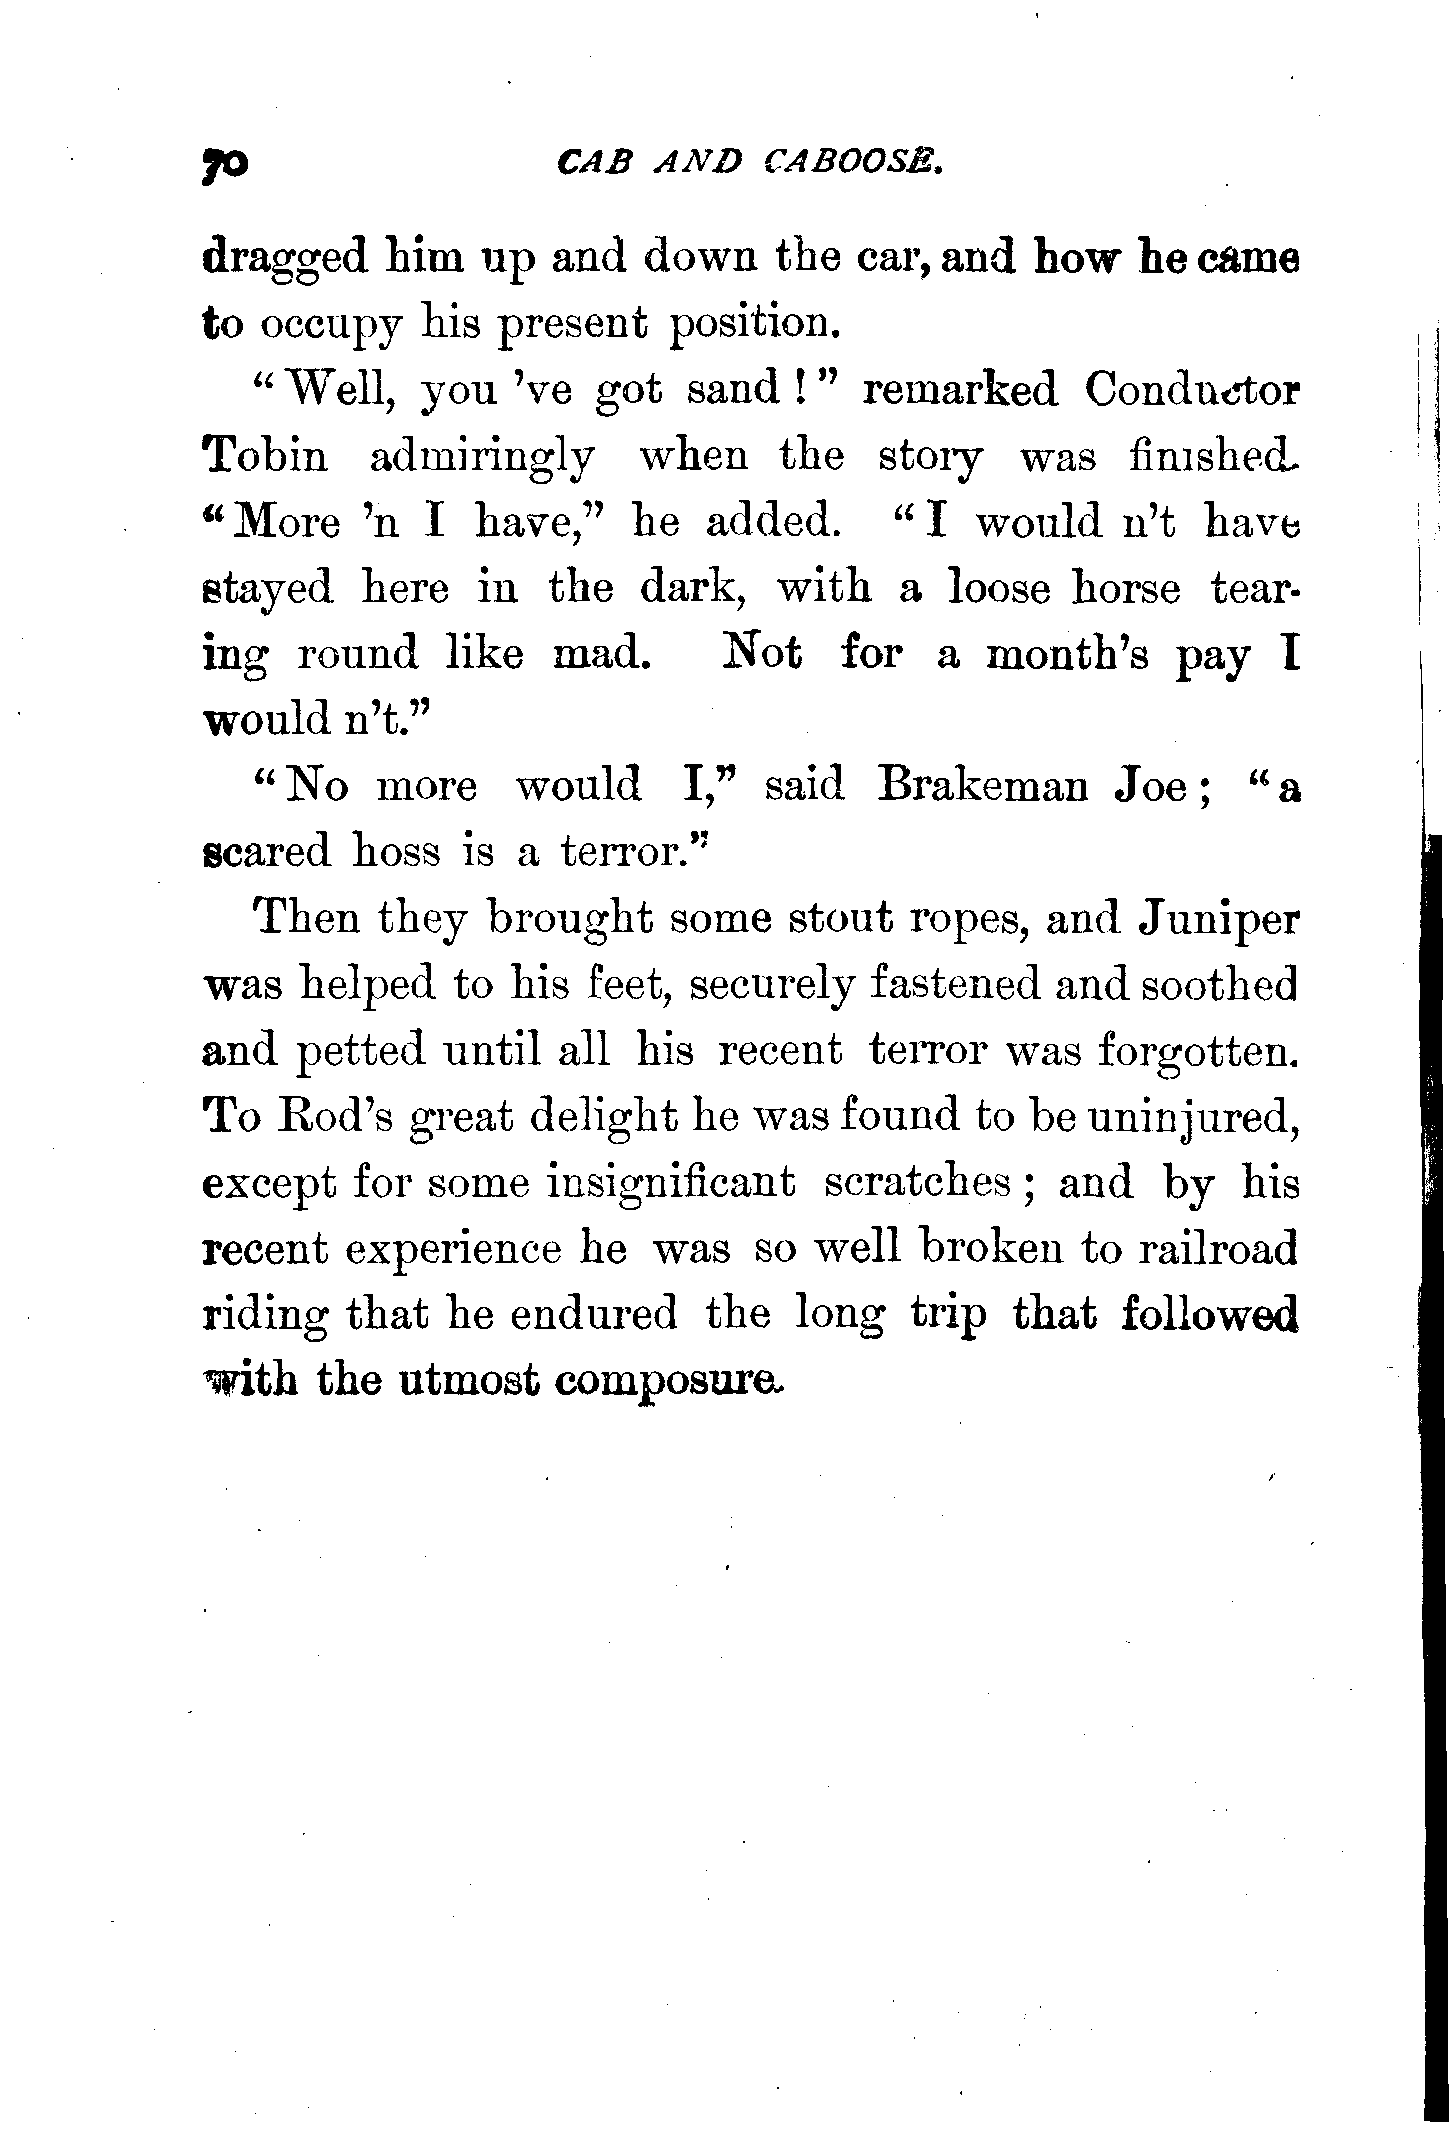 70 CAB AND CABOOSE.
dragged him up and down the car, and how he came
to occupy his present position.
“Well, you 've got sand!” remarked Conductor
Tobin admiringly when the story was finished.
“More 'n I have,” he added. “I would n't have
stayed here in the dark, with a loose horse tear-
ing round like mad. Not for a month's pay I
would n't.”
“No more would I,” said Brakeman Joe; “a
scared hoss is a terror.”
Then they brought some stout ropes, and Juniper
was helped to his feet, securely fastened and soothed
and petted until all his recent terror was forgotten.
To Rod's great delight he was found to be uninjured,
except for some insignificant scratches; and by his
recent experience he was so well broken to railroad
riding that he endured the long trip that followed
with the utmost composure.